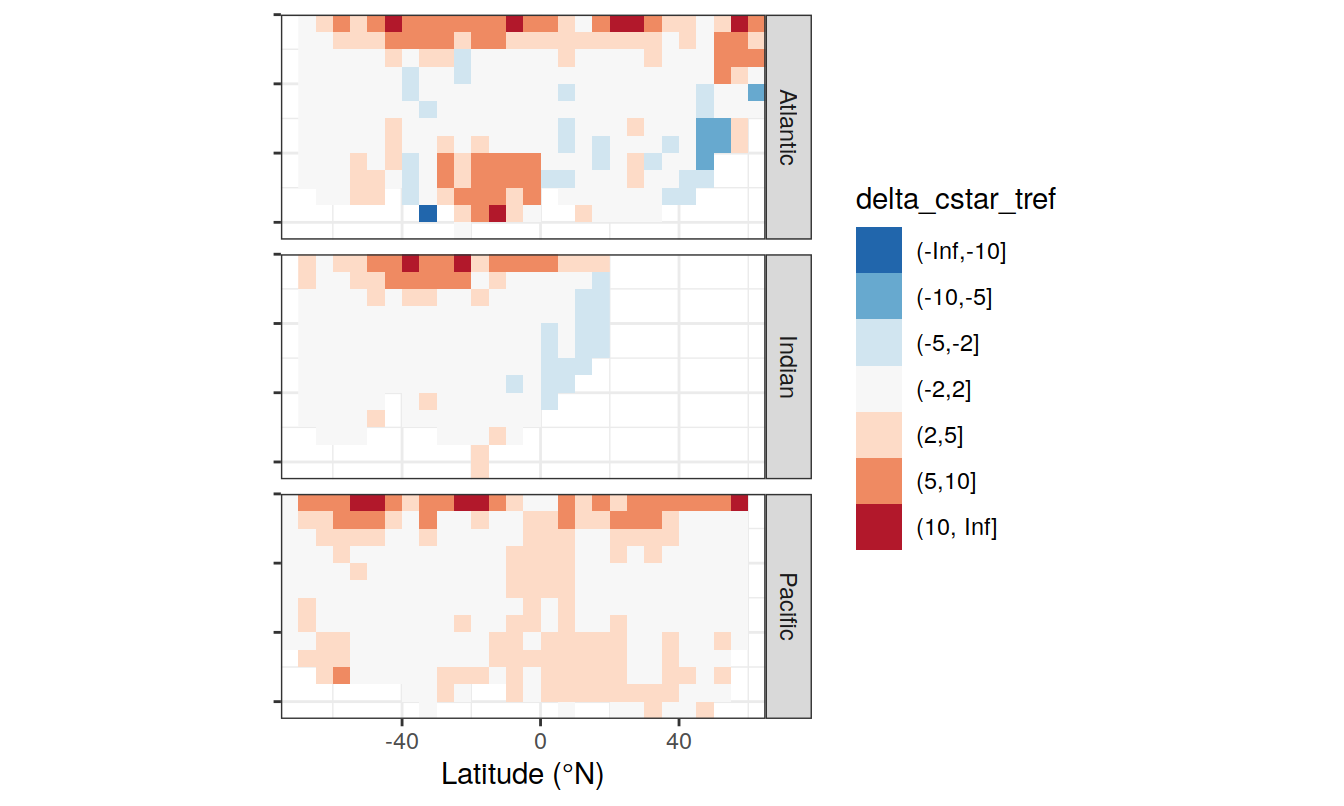 Atlantic
Indian
Pacific
-40 0 40
Latitude (°N)
delta_cstar_tref
(-Inf,-10]
(-10,-5]
(-5,-2]
(-2,2]
(2,5]
(5,10]
(10, Inf]